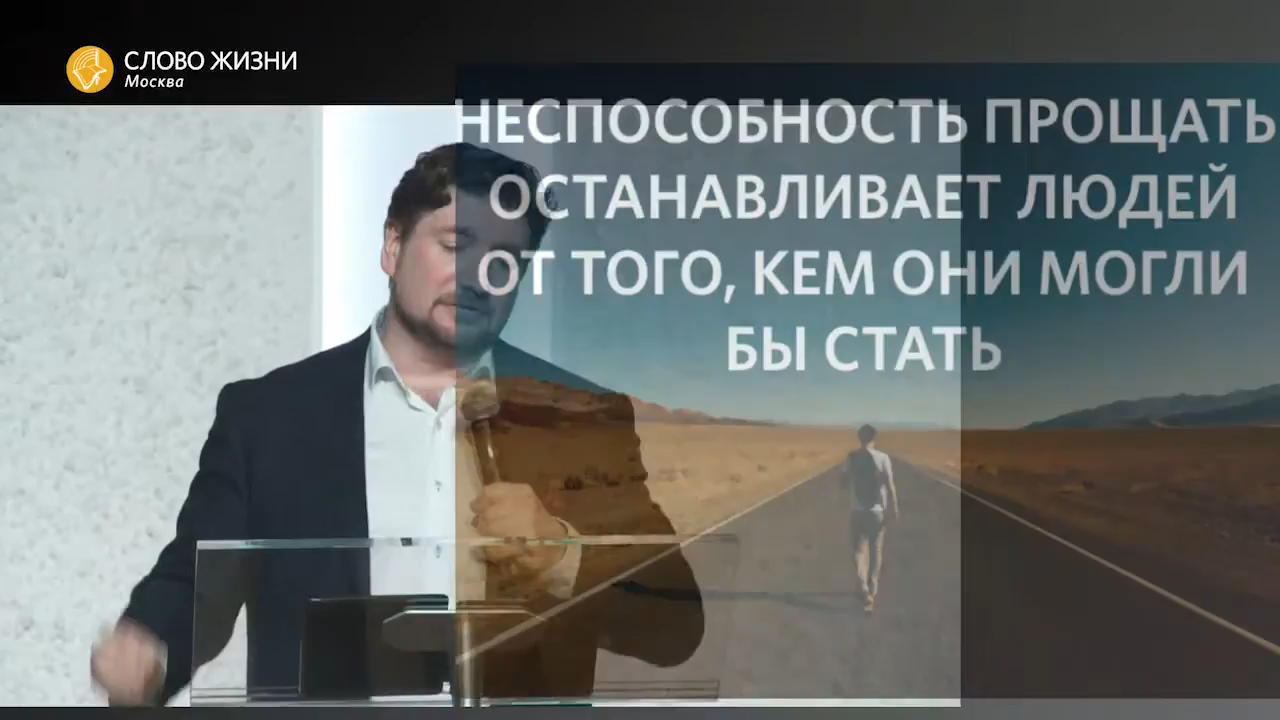 СЛОВО ЖИЗНИ
Москва
НЕСПОСОБНОСТЬ ПРОЩАТЬ
ОСТАНАВЛИВАЕТ ЛЮДЕЙ
ОТ ТОГО, КЕМ ОНИ МОГЛИ
БЫ СТАТЬ